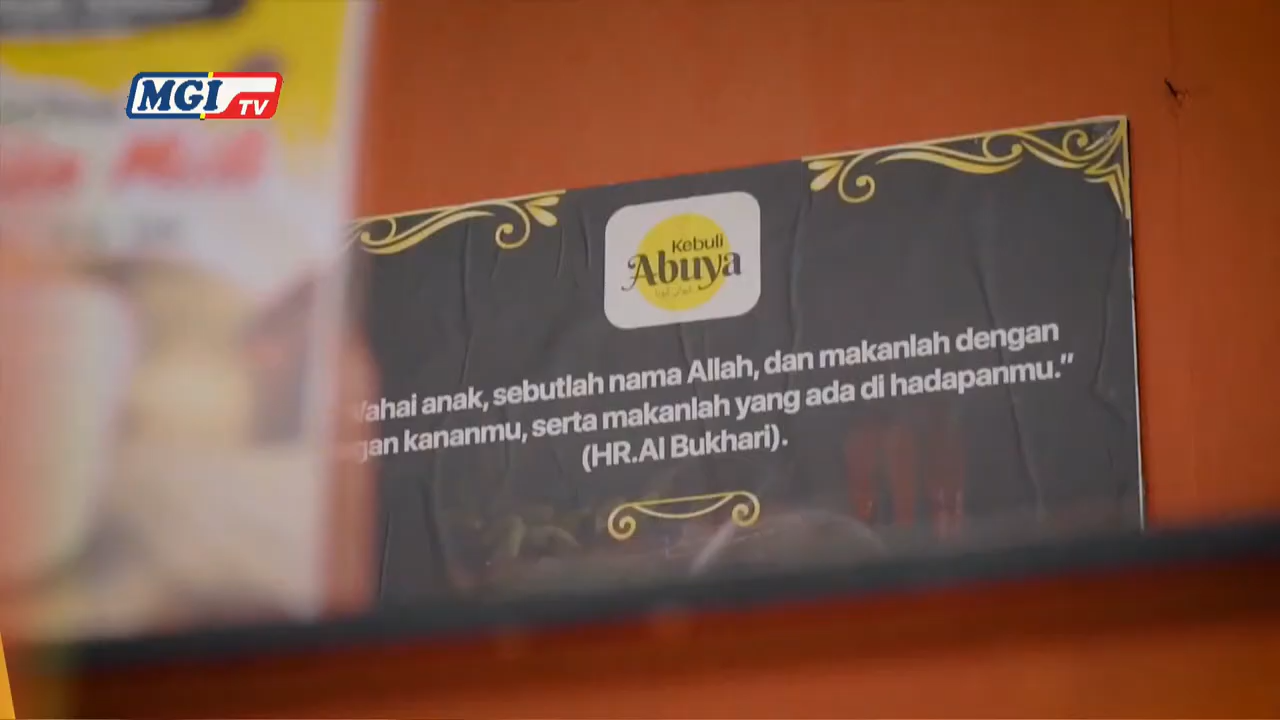 MGI TV
Kebuli
Abuya
ahai anak, sebutlah nama Allah, dan makanlah dengan
gan kananmu, serta makanlah yang ada di hadapanmu.”
(HR.Al Bukhari).